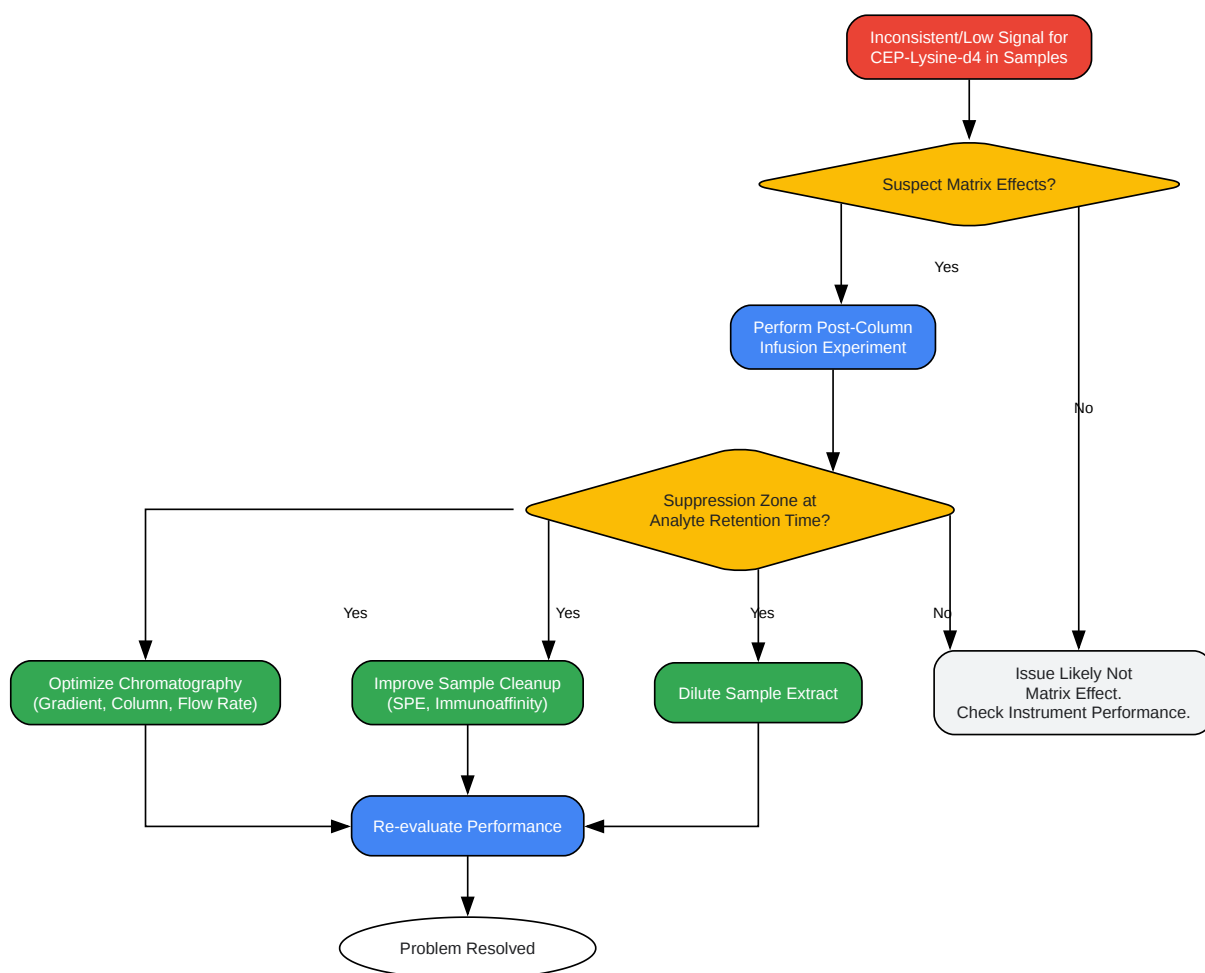 Inconsistent/Low Signal for
CEP-Lysine-d4 in Samples
Suspect Matrix Effects?
Yes
Perform Post-Column
Infusion Experiment
No
Suppression Zone at
Analyte Retention Time?
Yes
Yes
Yes
No
Optimize Chromatography
(Gradient, Column, Flow Rate)
Improve Sample Cleanup
(SPE, Immunoaffinity)
Dilute Sample Extract
Issue Likely Not
Matrix Effect.
Check Instrument Performance.
Re-evaluate Performance
Problem Resolved